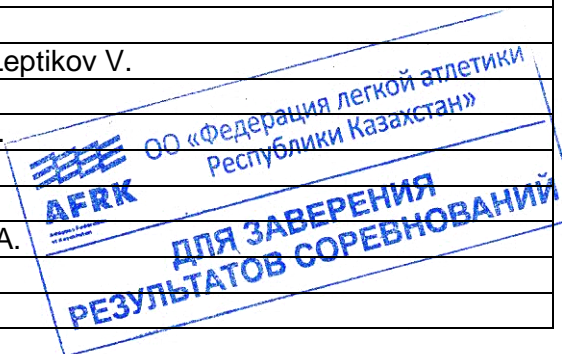 Leptikov V.
ОО «Федерация легкой атлетики
Республики Казахстан»
AFRK
A.
ДЛЯ ЗАВЕРЕНИЯ
РЕЗУЛЬТАТОВ СОРЕВНОВАНИЙ